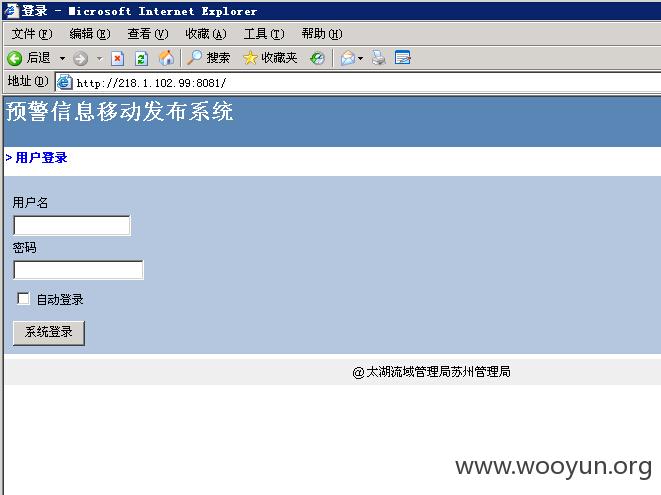 登录 - Microsoft Internet Explorer
文件(F) 编辑(E) 查看(V) 收藏(A) 工具(T) 帮助(H)
后退 搜索 收藏夹
地址(D) http://218.1.102.99:8081/
预警信息移动发布系统
> 用户登录
用户名
密码
自动登录
系统登录
@太湖流域管理局苏州管理局
www.wooyun.org